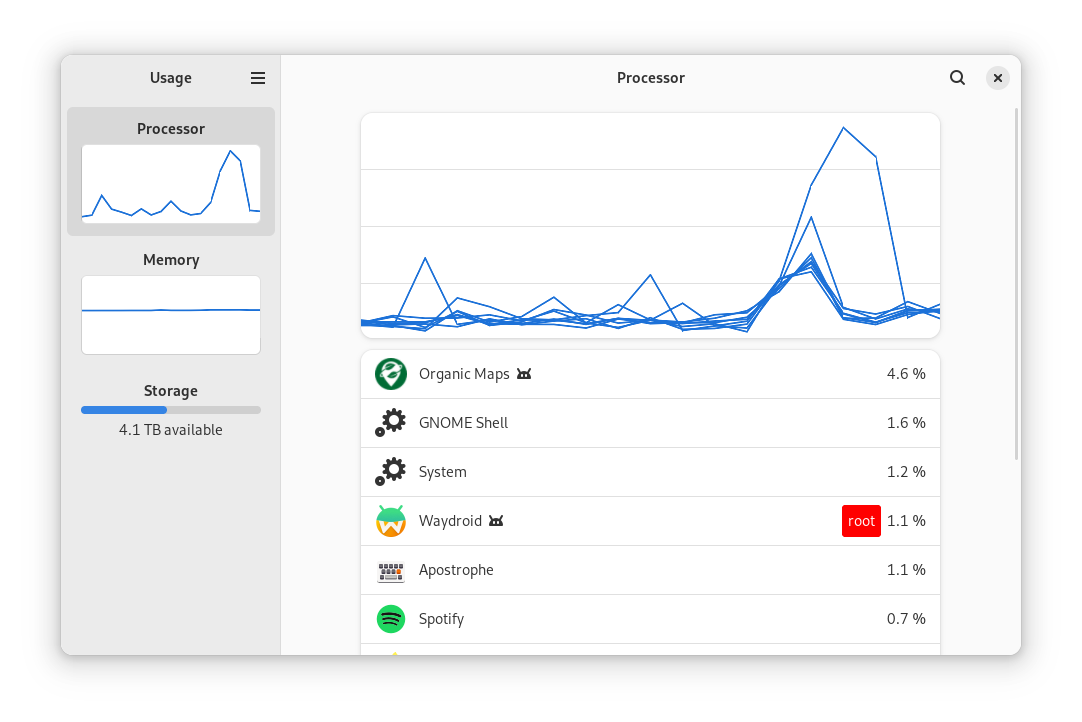 Usage
Processor
Memory
Storage
4.1 TB available
Processor
Organic Maps 4.6 %
GNOME Shell 1.6 %
System 1.2 %
Waydroid root 1.1 %
Apostrophe 1.1 %
Spotify 0.7 %